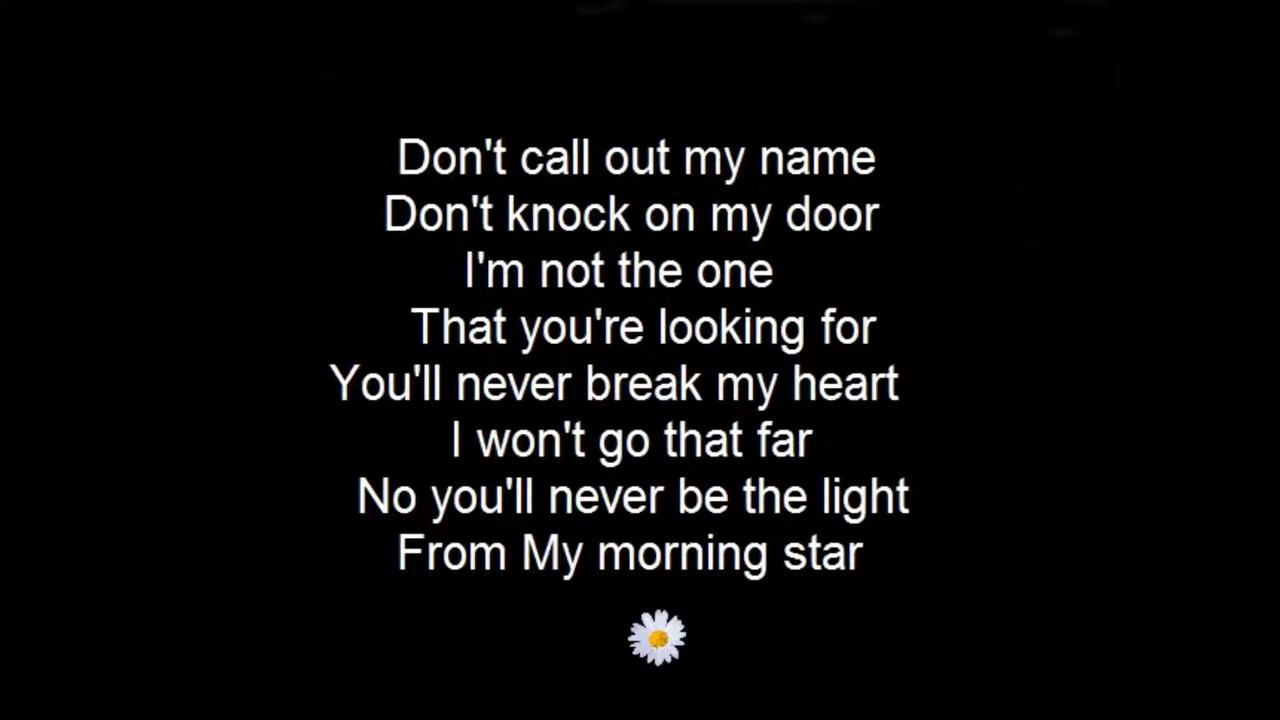 Don't call out my name
Don't knock on my door
I'm not the one
That you're looking for
You'll never break my heart
I won't go that far
No you'll never be the light
From My morning star